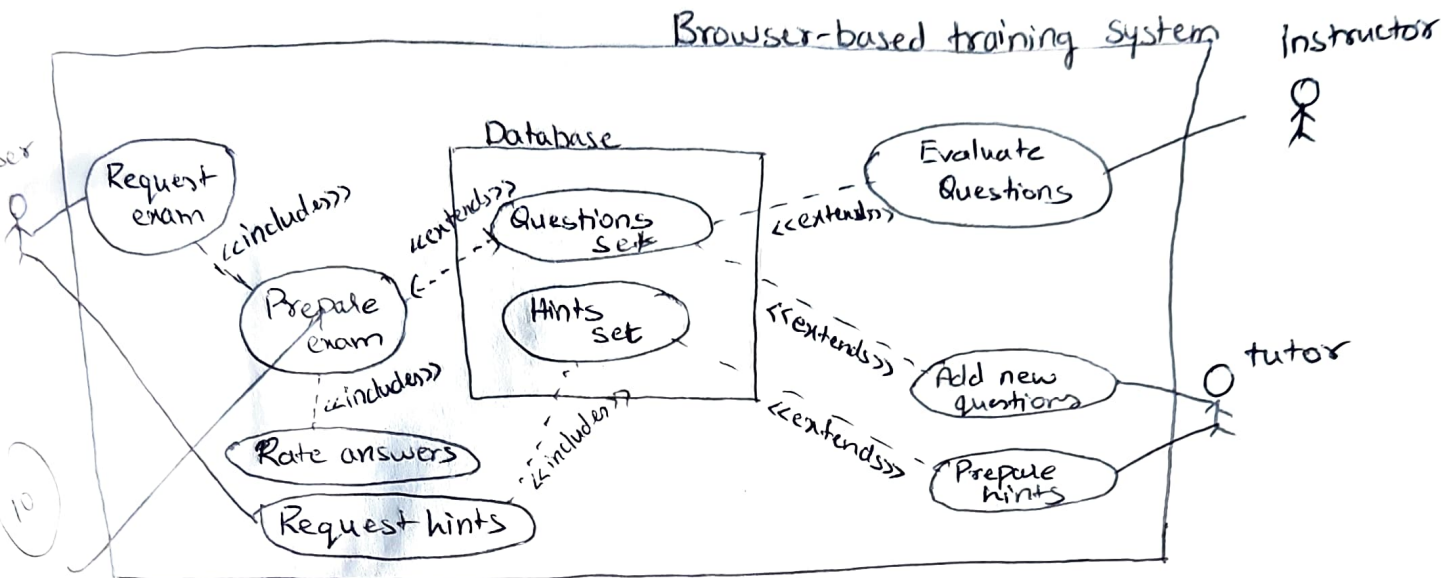 Browser-based training system
Instructor
Database
Request
exam
<<includes>>
<<extends>>
Questions
set
<<extends>>
Evaluate
Questions
Prepare
exam
Hints
set
<<includes>>
<<extends>>
Add new
questions
tutor
Rate answers
<<includes>>
<<extends>>
Prepare
hints
Request hints
10